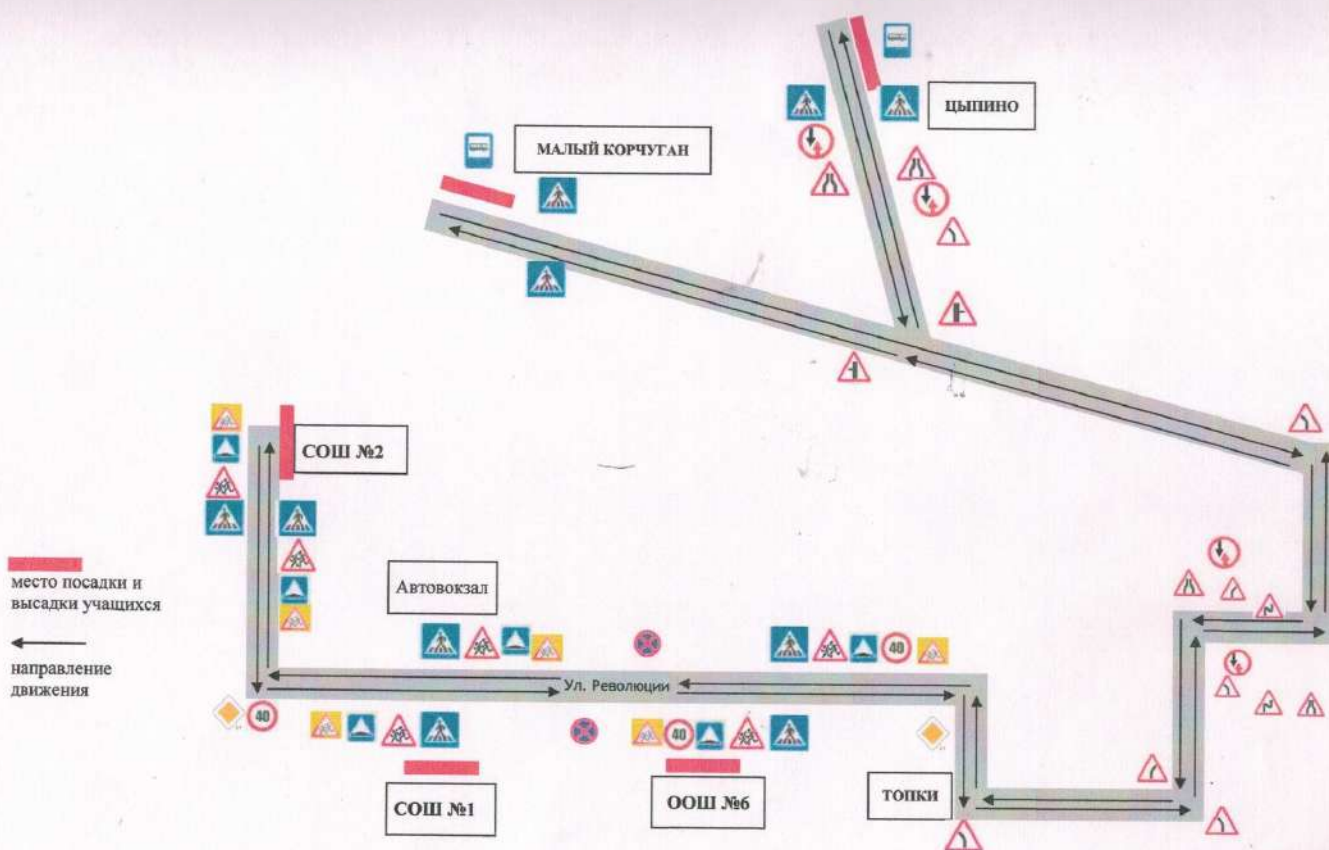 ЦЫПИНО
МАЛЫЙ КОРЧУГАН
СОШ №2
место посадки и
высадки учащихся
Автовокзал
40
направление
движения
Ул. Революции
40
40
СОШ №1
ООШ №6
ТОПКИ